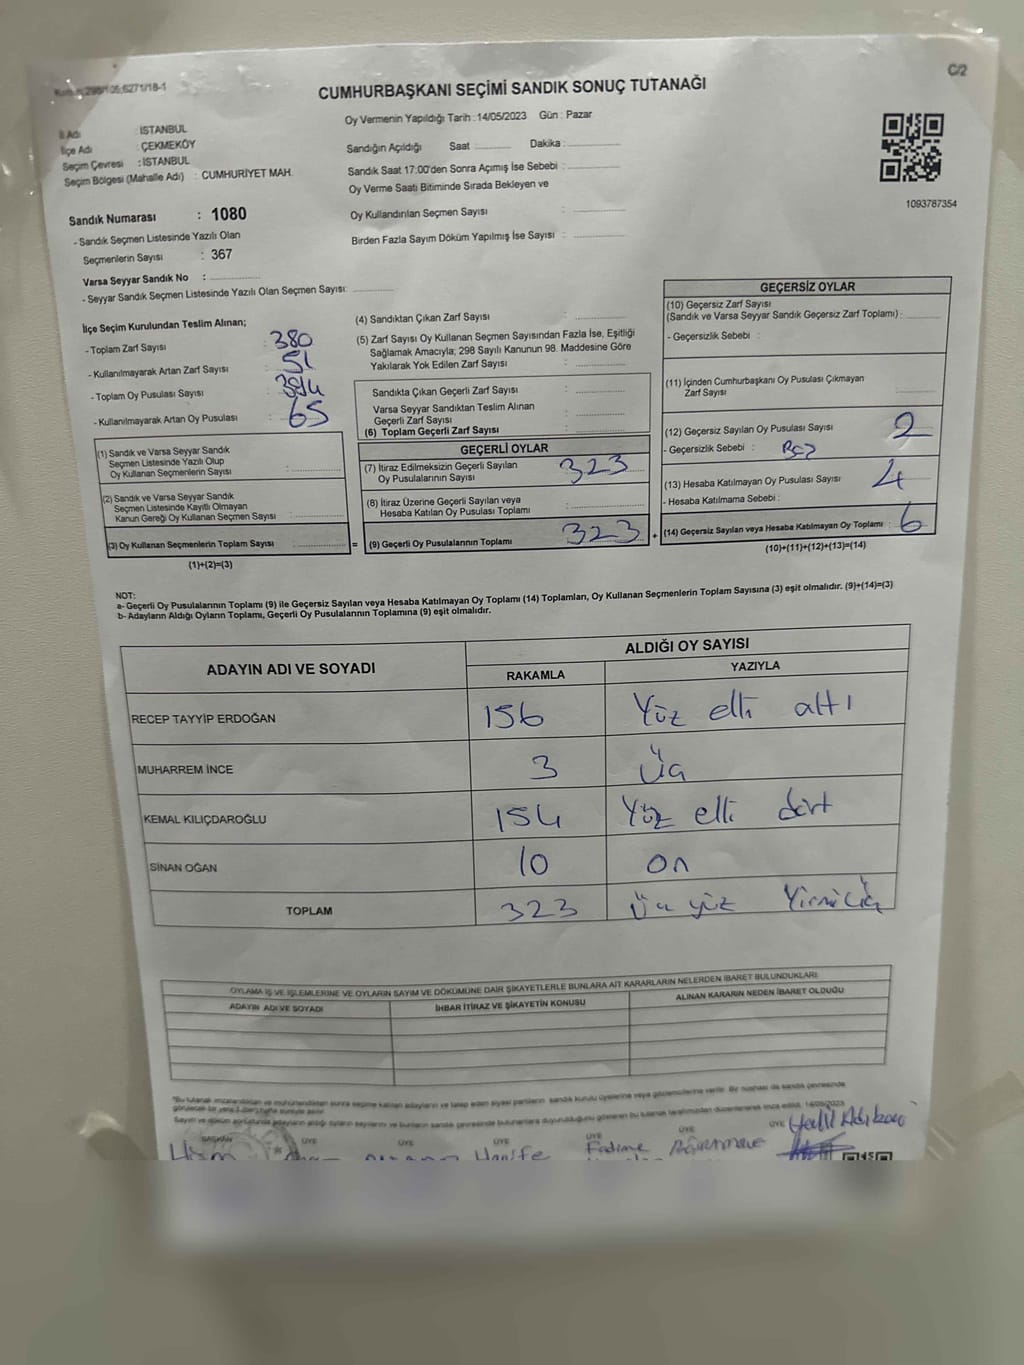 C/2
CUMHURBAŞKANI SEÇİMİ SANDIK SONUÇ TUTANAĞI
İl Adı : İSTANBUL
İlçe Adı : ÇEKMEKÖY
Seçim Çevresi : İSTANBUL
Seçim Bölgesi (Mahalle Adı) : CUMHURİYET MAH.
Oy Vermenin Yapıldığı Tarih : 14/05/2023 Gün : Pazar
Sandığın Açıldığı Saat Dakika :
Sandık Saat 17:00'den Sonra Açımış İse Sebebi :
Oy Verme Saati Bitiminde Sırada Bekleyen ve
Oy Kullandırılan Seçmen Sayısı :
Birden Fazla Sayım Döküm Yapılmış İse Sayısı :
1093787354
Sandık Numarası : 1080
- Sandık Seçmen Listesinde Yazılı Olan
Seçmenlerin Sayısı : 367
Varsa Seyyar Sandık No :
- Seyyar Sandık Seçmen Listesinde Yazılı Olan Seçmen Sayısı:
İlçe Seçim Kurulundan Teslim Alınan;
- Toplam Zarf Sayısı : 380
- Kullanılmayarak Artan Zarf Sayısı : 51
- Toplam Oy Pusulası Sayısı :
- Kullanılmayarak Artan Oy Pusulası : 65
(1) Sandık ve Varsa Seyyar Sandık
Seçmen Listesinde Yazılı Olup
Oy Kullanan Seçmenlerin Sayısı :
(2) Sandık ve Varsa Seyyar Sandık
Seçmen Listesinde Kayıtlı Olmayan
Kanun Gereği Oy Kullanan Seçmen Sayısı :
(3) Oy Kullanan Seçmenlerin Toplam Sayısı :
(1)+(2)=(3)
(4) Sandıktan Çıkan Zarf Sayısı :
(5) Zarf Sayısı Oy Kullanan Seçmen Sayısından Fazla İse, Eşitliği
Sağlamak Amacıyla; 298 Sayılı Kanunun 98. Maddesine Göre
Yakılarak Yok Edilen Zarf Sayısı :
Sandıkta Çıkan Geçerli Zarf Sayısı :
Varsa Seyyar Sandıktan Teslim Alınan
Geçerli Zarf Sayısı :
(6) Toplam Geçerli Zarf Sayısı :
GEÇERLİ OYLAR
(7) İtiraz Edilmeksizin Geçerli Sayılan
Oy Pusulalarının Sayısı : 323
(8) İtiraz Üzerine Geçerli Sayılan veya
Hesaba Katılan Oy Pusulası Toplamı :
= (9) Geçerli Oy Pusulalarının Toplamı 323 +
GEÇERSİZ OYLAR
(10) Geçersiz Zarf Sayısı
(Sandık ve Varsa Seyyar Sandık Geçersiz Zarf Toplamı) :
- Geçersizlik Sebebi :
(11) İçinden Cumhurbaşkanı Oy Pusulası Çıkmayan
Zarf Sayısı
(12) Geçersiz Sayılan Oy Pusulası Sayısı 2
- Geçersizlik Sebebi :
(13) Hesaba Katılmayan Oy Pusulası Sayısı : 4
- Hesaba Katılmama Sebebi :
(14) Geçersiz Sayılan veya Hesaba Katılmayan Oy Toplamı : 6
(10)+(11)+(12)+(13)=(14)
NOT:
a- Geçerli Oy Pusulalarının Toplamı (9) ile Geçersiz Sayılan veya Hesaba Katılmayan Oy Toplamı (14) Toplamları, Oy Kullanan Seçmenlerin Toplam Sayısına (3) eşit olmalıdır. (9)+(14)=(3)
b- Adayların Aldığı Oyların Toplamı, Geçerli Oy Pusulalarının Toplamına (9) eşit olmalıdır.
ADAYIN ADI VE SOYADI ALDIĞI OY SAYISI
RAKAMLA YAZIYLA
RECEP TAYYİP ERDOĞAN 156 Yüz elli altı
MUHARREM İNCE 3 Üç
KEMAL KILIÇDAROĞLU 154 Yüz elli dört
SİNAN OĞAN 10 on
TOPLAM 323 Üç yüz Yirmi üç
OYLAMA İŞ VE İŞLEMLERİNE VE OYLARIN SAYIM VE DÖKÜMÜNE DAİR ŞİKAYETLERLE BUNLARA AİT KARARLARIN NELERDEN İBARET BULUNDUKLARI
ADAYIN ADI VE SOYADI İHBAR İTİRAZ VE ŞİKAYETİN KONUSU ALINAN KARARIN NEDEN İBARET OLDUĞU
BAŞKAN ÜYE ÜYE ÜYE ÜYE ÜYE ÜYE
Hanife Fadime